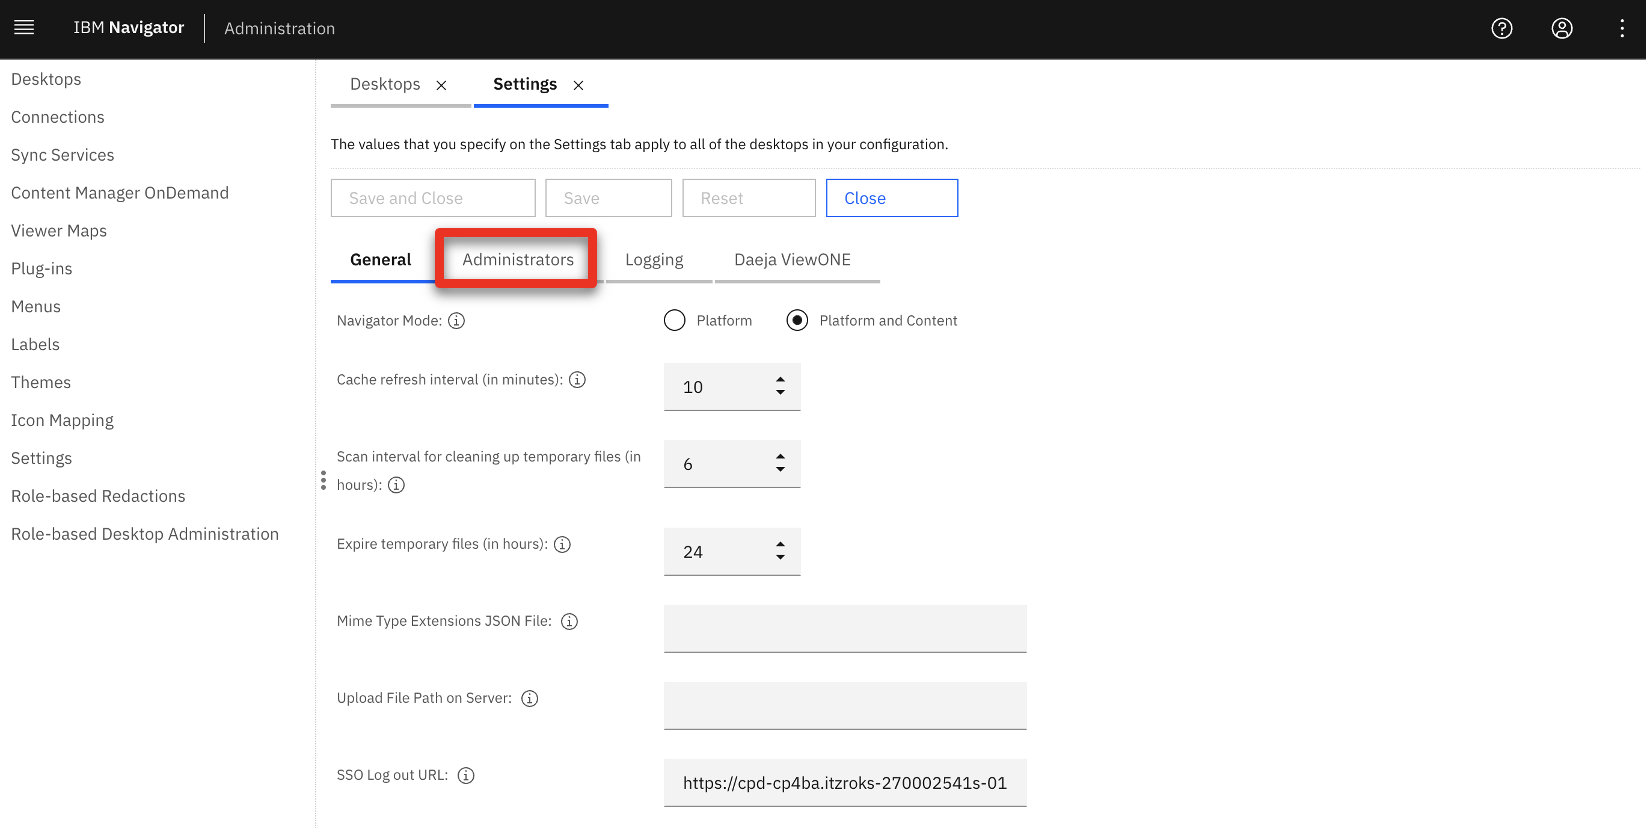 IBM Navigator
Administration
Desktops
Connections
Sync Services
Content Manager OnDemand
Viewer Maps
Plug-ins
Menus
Labels
Themes
Icon Mapping
Settings
Role-based Redactions
Role-based Desktop Administration
Desktops
Settings
The values that you specify on the Settings tab apply to all of the desktops in your configuration.
Save and Close
Save
Reset
Close
General
Administrators
Logging
Daeja ViewONE
Navigator Mode:
Platform
Platform and Content
Cache refresh interval (in minutes):
10
Scan interval for cleaning up temporary files (in
hours):
6
Expire temporary files (in hours):
24
Mime Type Extensions JSON File:
Upload File Path on Server:
SSO Log out URL:
https://cpd-cp4ba.itzroks-270002541s-01